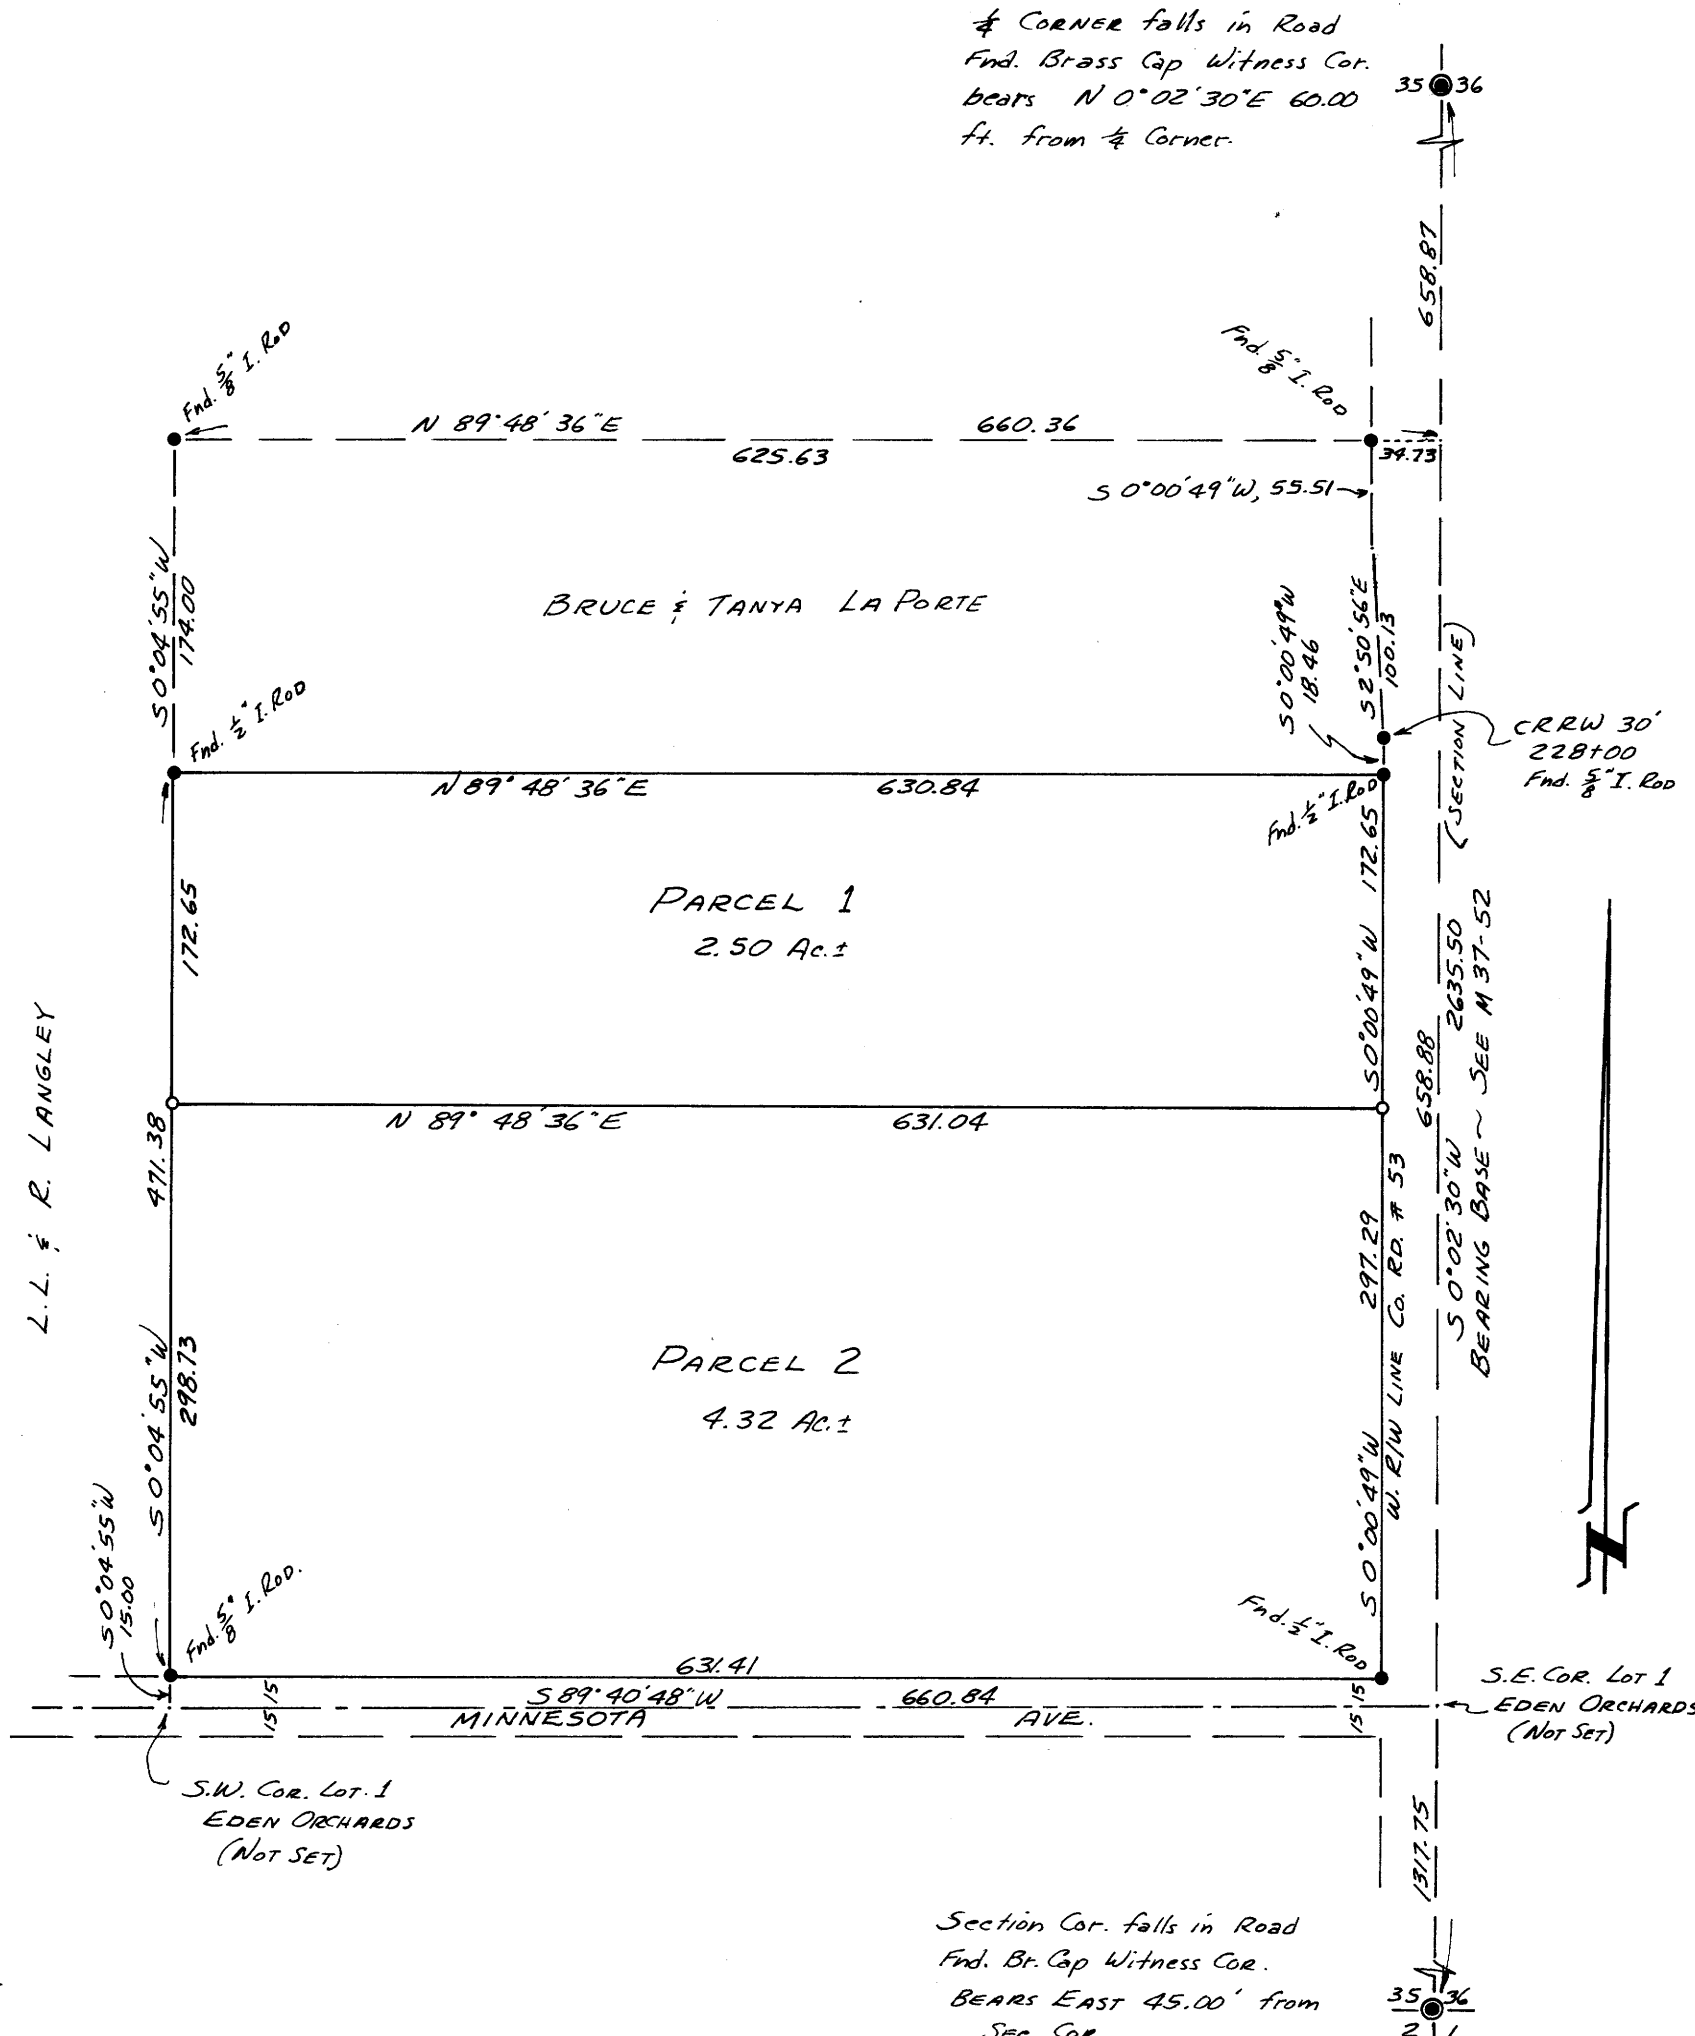 ¼ CORNER falls in Road
Fnd. Brass Cap Witness Cor.
bears N 0°02'30"E 60.00
ft. from ¼ Corner.
35 36
658.87
Fnd. 5/8" I. ROD
Fnd. 5/8" I. ROD
N 89°48'36"E 660.36
625.63
34.73
S 0°00'49"W, 55.51
S 0°04'55"W
174.00
BRUCE & TANYA LA PORTE
S 0°00'49"W
18.46
S 2°50'56"E
100.13
(SECTION LINE)
CRRW 30'
228+00
Fnd. 5/8" I. ROD
Fnd. ½" I. ROD
N 89°48'36"E 630.84
Fnd. ½" I. ROD
172.65
PARCEL 1
2.50 Ac.±
S 0°00'49"W 172.65
L.L. & R. LANGLEY
N 89°48'36"E 631.04
471.38
658.88
S 0°02'30"W 2635.50
BEARING BASE ~ SEE M 37-52
PARCEL 2
4.32 Ac.±
S 0°04'55"W
298.73
297.29
S 0°00'49"W
W. R/W LINE CO. RD. # 53
N
S 0°04'55"W
15.00
Fnd. 5/8" I. ROD.
Fnd. ½" I. ROD
631.41
S 89°40'48"W 660.84
15 15
15 15
MINNESOTA AVE.
S.E. COR. LOT 1
EDEN ORCHARDS
(NOT SET)
S.W. COR. LOT. 1
EDEN ORCHARDS
(NOT SET)
1317.75
Section Cor. falls in Road
Fnd. Br. Cap Witness COR.
BEARS EAST 45.00' from
SEC. COR.
35 36
2 1